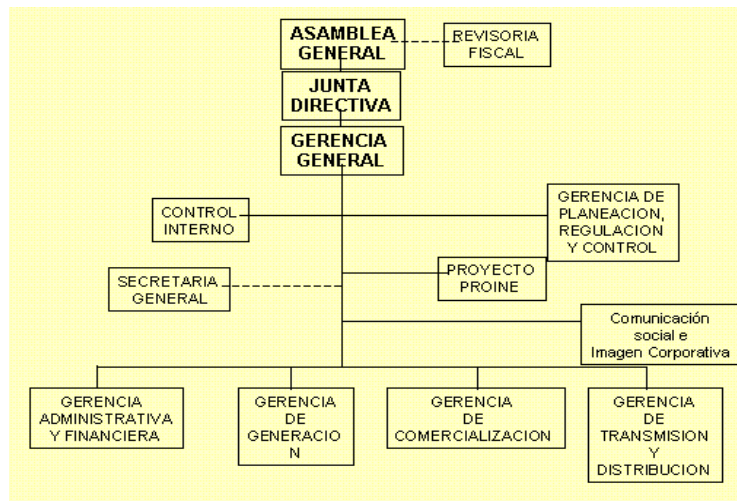 ASAMBLEA
GENERAL
REVISORIA
FISCAL
JUNTA
DIRECTIVA
GERENCIA
GENERAL
CONTROL
INTERNO
GERENCIA DE
PLANEACION,
REGULACION
Y CONTROL
SECRETARIA
GENERAL
PROYECTO
PROINE
Comunicación
social e
Imagen Corporativa
GERENCIA
ADMINISTRATIVA
Y FINANCIERA
GERENCIA
DE
GENERACIO
N
GERENCIA
DE
COMERCIALIZACION
GERENCIA
DE
TRANSMISION
Y
DISTRIBUCION